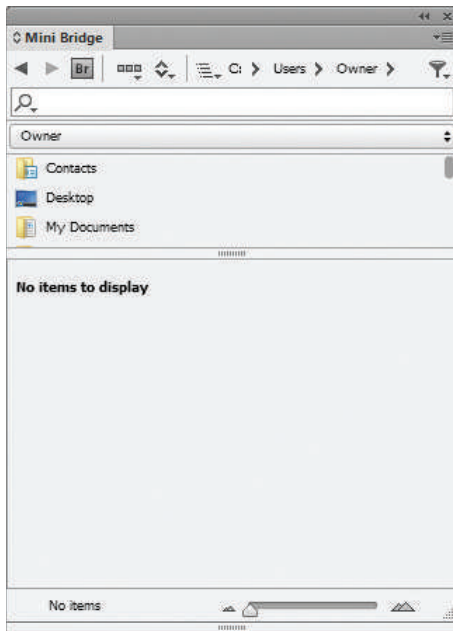 Mini Bridge
Br C: Users Owner
Owner
Contacts
Desktop
My Documents
No items to display
No items